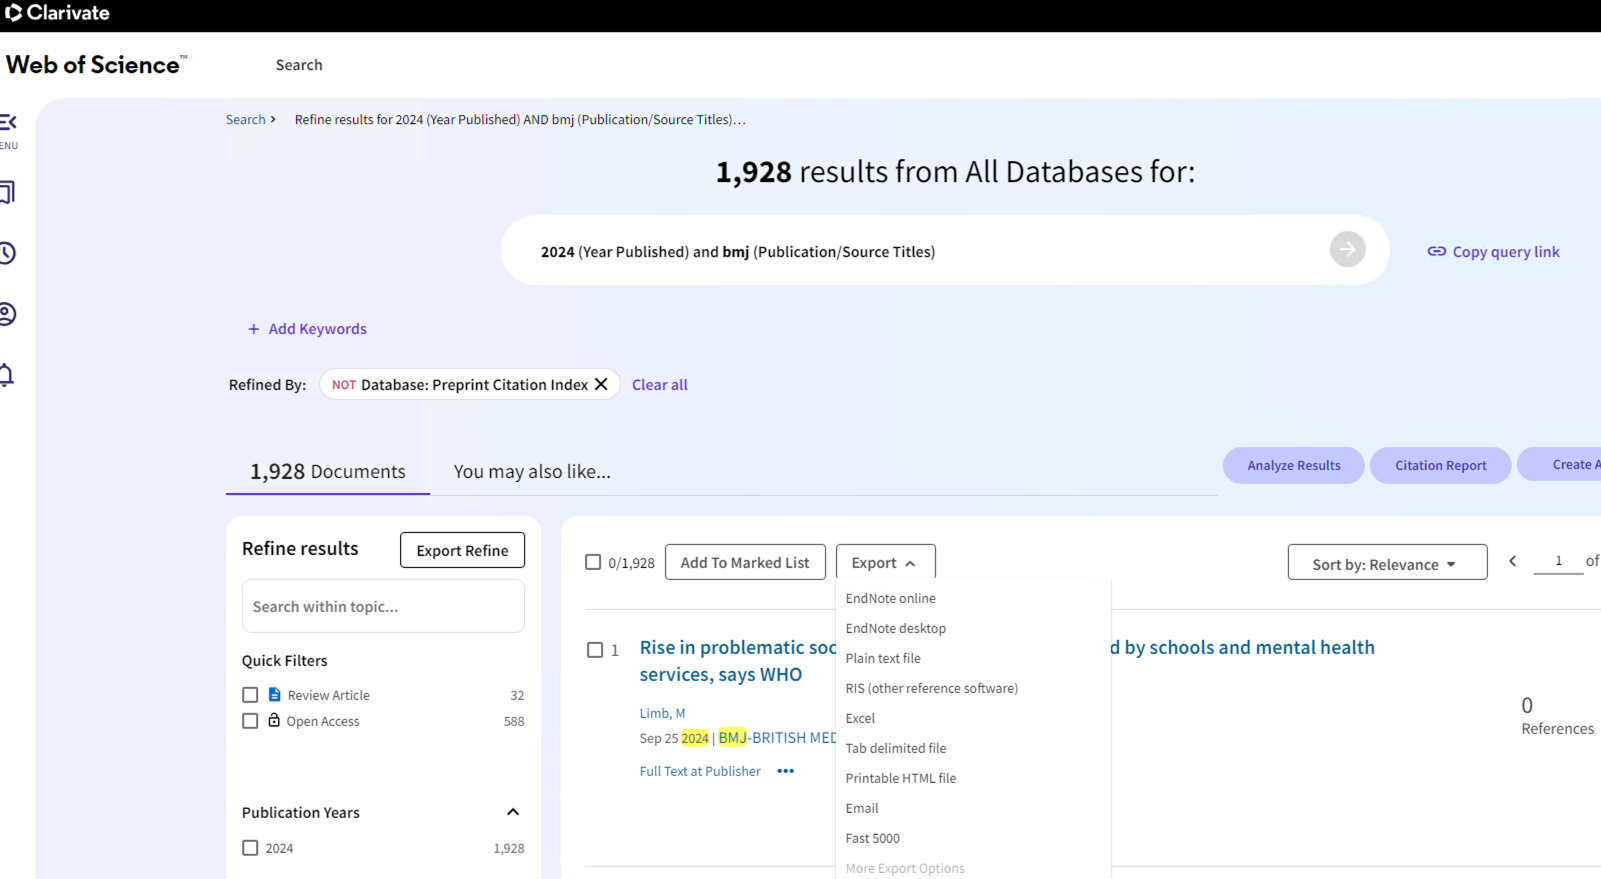 Clarivate
Web of Science™
Search
ENU
Search > Refine results for 2024 (Year Published) AND bmj (Publication/Source Titles)…
1,928 results from All Databases for:
2024 (Year Published) and bmj (Publication/Source Titles)
Copy query link
+ Add Keywords
Refined By: NOT Database: Preprint Citation Index Clear all
1,928 Documents
You may also like...
Analyze Results
Citation Report
Create A
Refine results
Export Refine
Search within topic...
Quick Filters
Review Article 32
Open Access 588
Publication Years
2024 1,928
0/1,928
Add To Marked List
Export
Sort by: Relevance
1 of
EndNote online
EndNote desktop
Plain text file
RIS (other reference software)
Excel
Tab delimited file
Printable HTML file
Email
Fast 5000
More Export Options
1
Rise in problematic soc d by schools and mental health
services, says WHO
Limb, M
Sep 25 2024 | BMJ-BRITISH MED
Full Text at Publisher •••
0
References